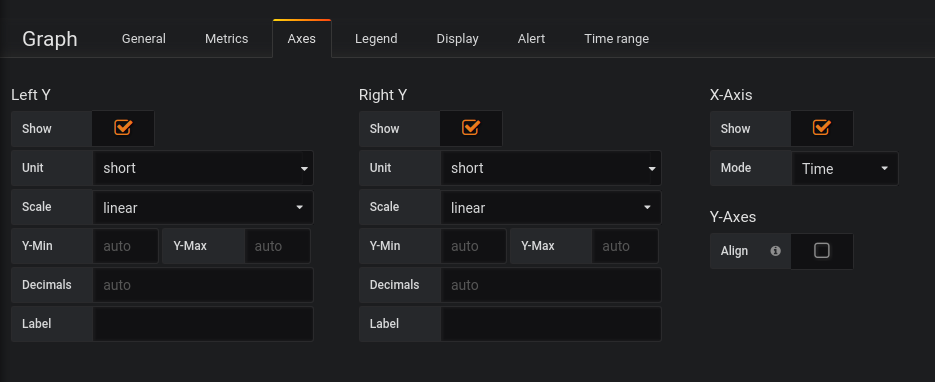 Graph General Metrics Axes Legend Display Alert Time range
Left Y
Show
Unit short
Scale linear
Y-Min auto Y-Max auto
Decimals auto
Label
Right Y
Show
Unit short
Scale linear
Y-Min auto Y-Max auto
Decimals auto
Label
X-Axis
Show
Mode Time
Y-Axes
Align